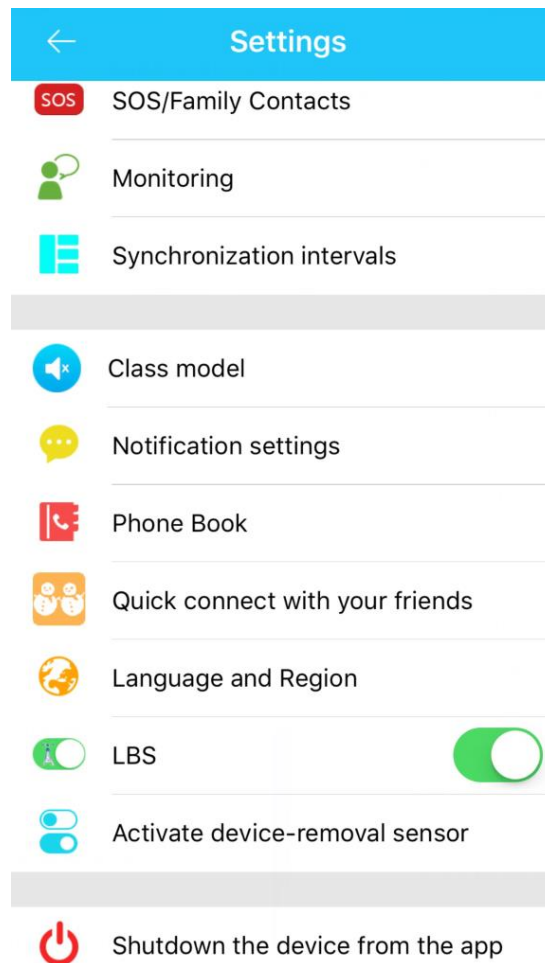 Settings
SOS SOS/Family Contacts
Monitoring
Synchronization intervals
Class model
Notification settings
Phone Book
Quick connect with your friends
Language and Region
LBS
Activate device-removal sensor
Shutdown the device from the app